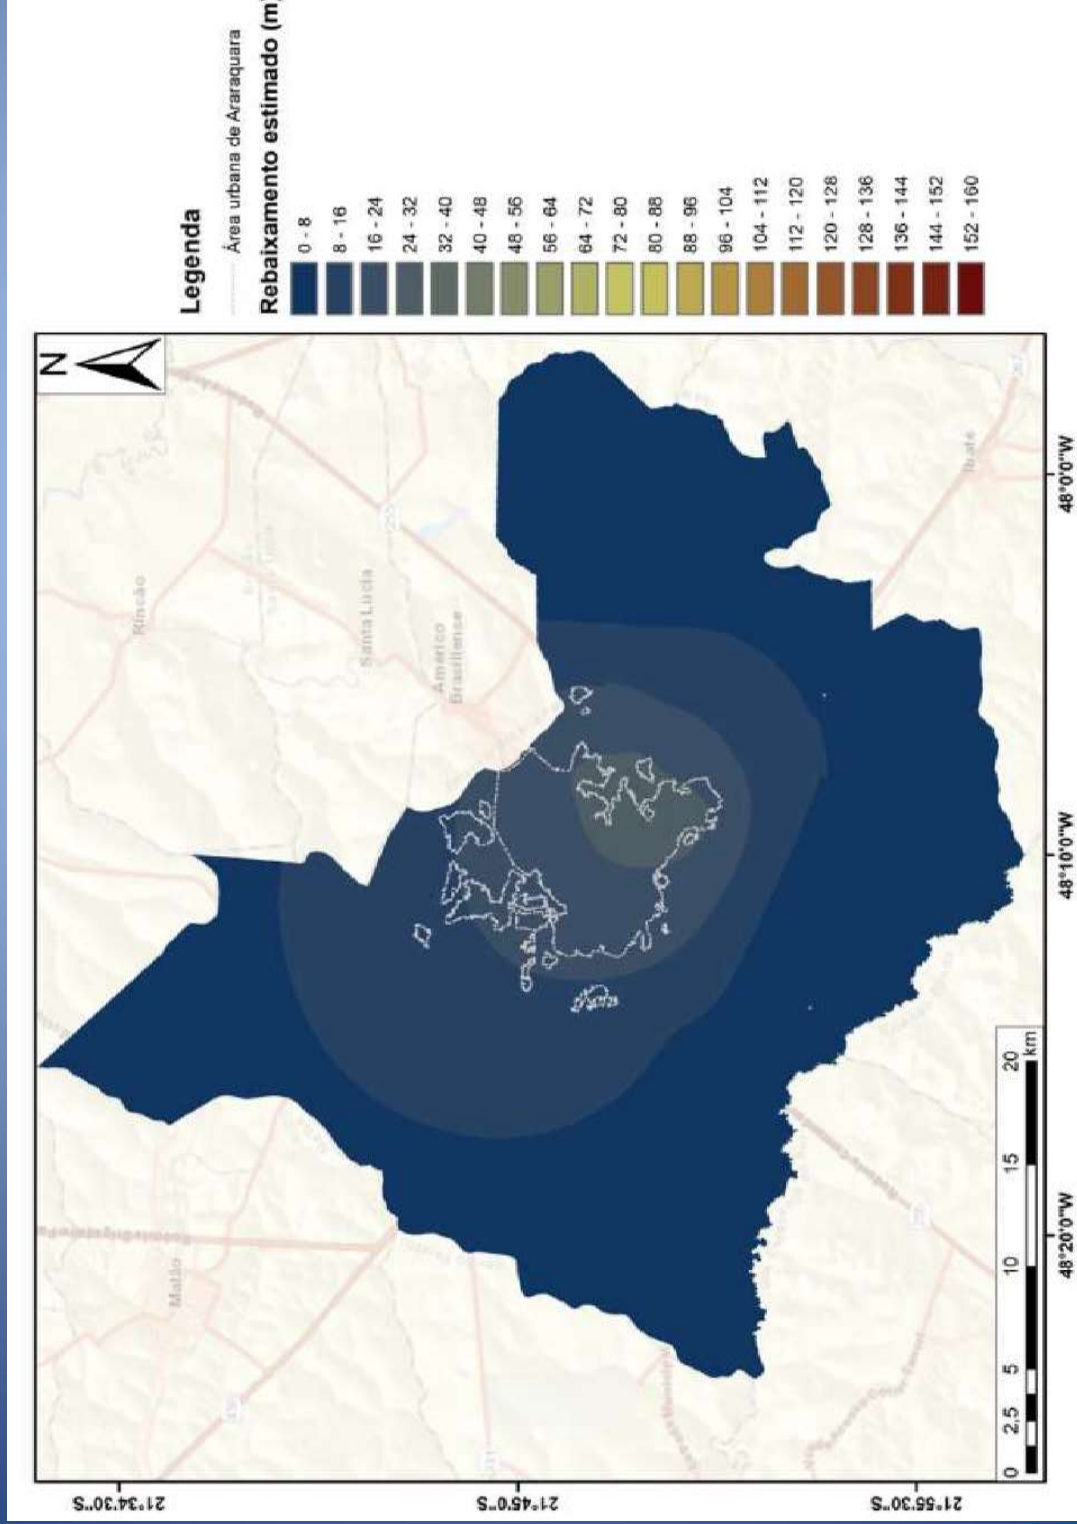 Legenda
Área urbana de Araraquara
Rebaixamento estimado (m)
0 - 8
8 - 16
16 - 24
24 - 32
32 - 40
40 - 48
48 - 56
56 - 64
64 - 72
72 - 80
80 - 88
88 - 96
96 - 104
104 - 112
112 - 120
120 - 128
128 - 136
136 - 144
144 - 152
152 - 160
N
Rincão
Santa Lúcia
Américo
Brasiliense
Ibaté
Matão
48°20'0"W
48°10'0"W
48°0'0"W
21°34'30"S
21°45'0"S
21°55'30"S
0 2,5 5 10 15 20
km